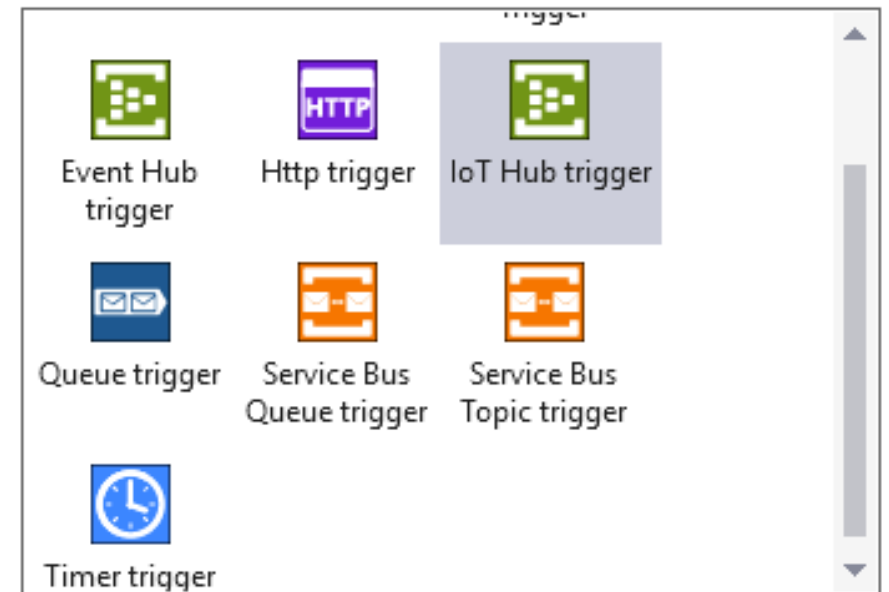 trigger
HTTP
Event Hub
trigger
Http trigger
IoT Hub trigger
Queue trigger
Service Bus
Queue trigger
Service Bus
Topic trigger
Timer trigger